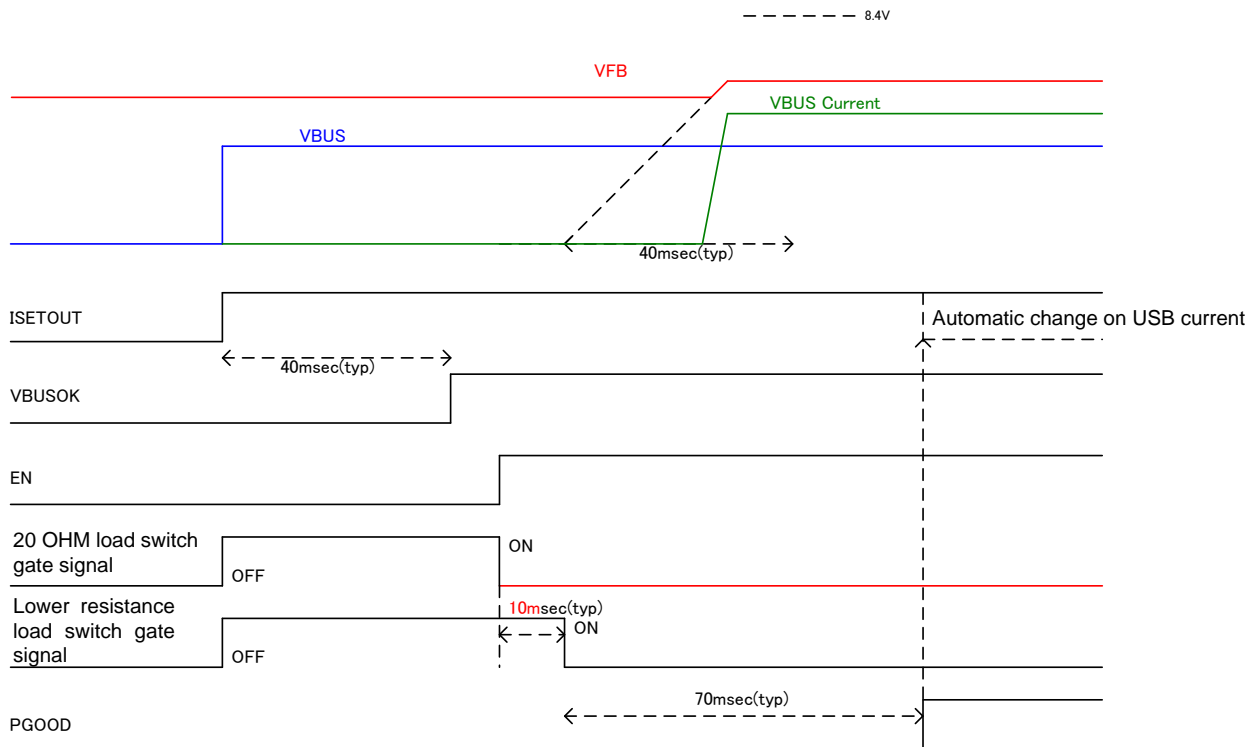 8.4V
VFB
VBUS Current
VBUS
40msec(typ)
ISETOUT
Automatic change on USB current
40msec(typ)
VBUSOK
EN
20 OHM load switch
gate signal
ON
OFF
Lower resistance
load switch gate
signal
10msec(typ)
ON
OFF
70msec(typ)
PGOOD